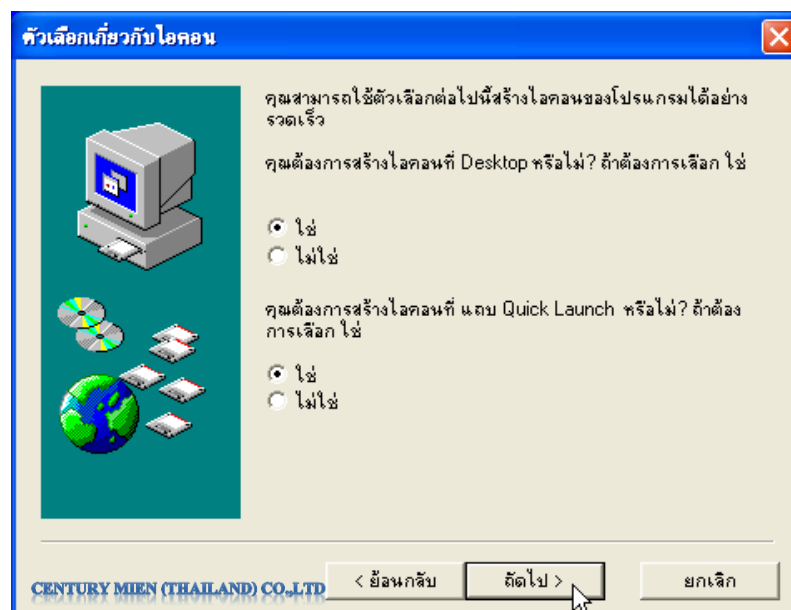 ตัวเลือกเกี่ยวกับไอคอน
คุณสามารถใช้ตัวเลือกต่อไปนี้สร้างไอคอนของโปรแกรมได้อย่าง
รวดเร็ว
คุณต้องการสร้างไอคอนที่ Desktop หรือไม่? ถ้าต้องการเลือก ใช่
ใช่
ไม่ใช่
คุณต้องการสร้างไอคอนที่ แถบ Quick Launch หรือไม่? ถ้าต้อง
การเลือก ใช่
ใช่
ไม่ใช่
CENTURY MIEN (THAILAND) CO.,LTD
< ย้อนกลับ
ถัดไป >
ยกเลิก